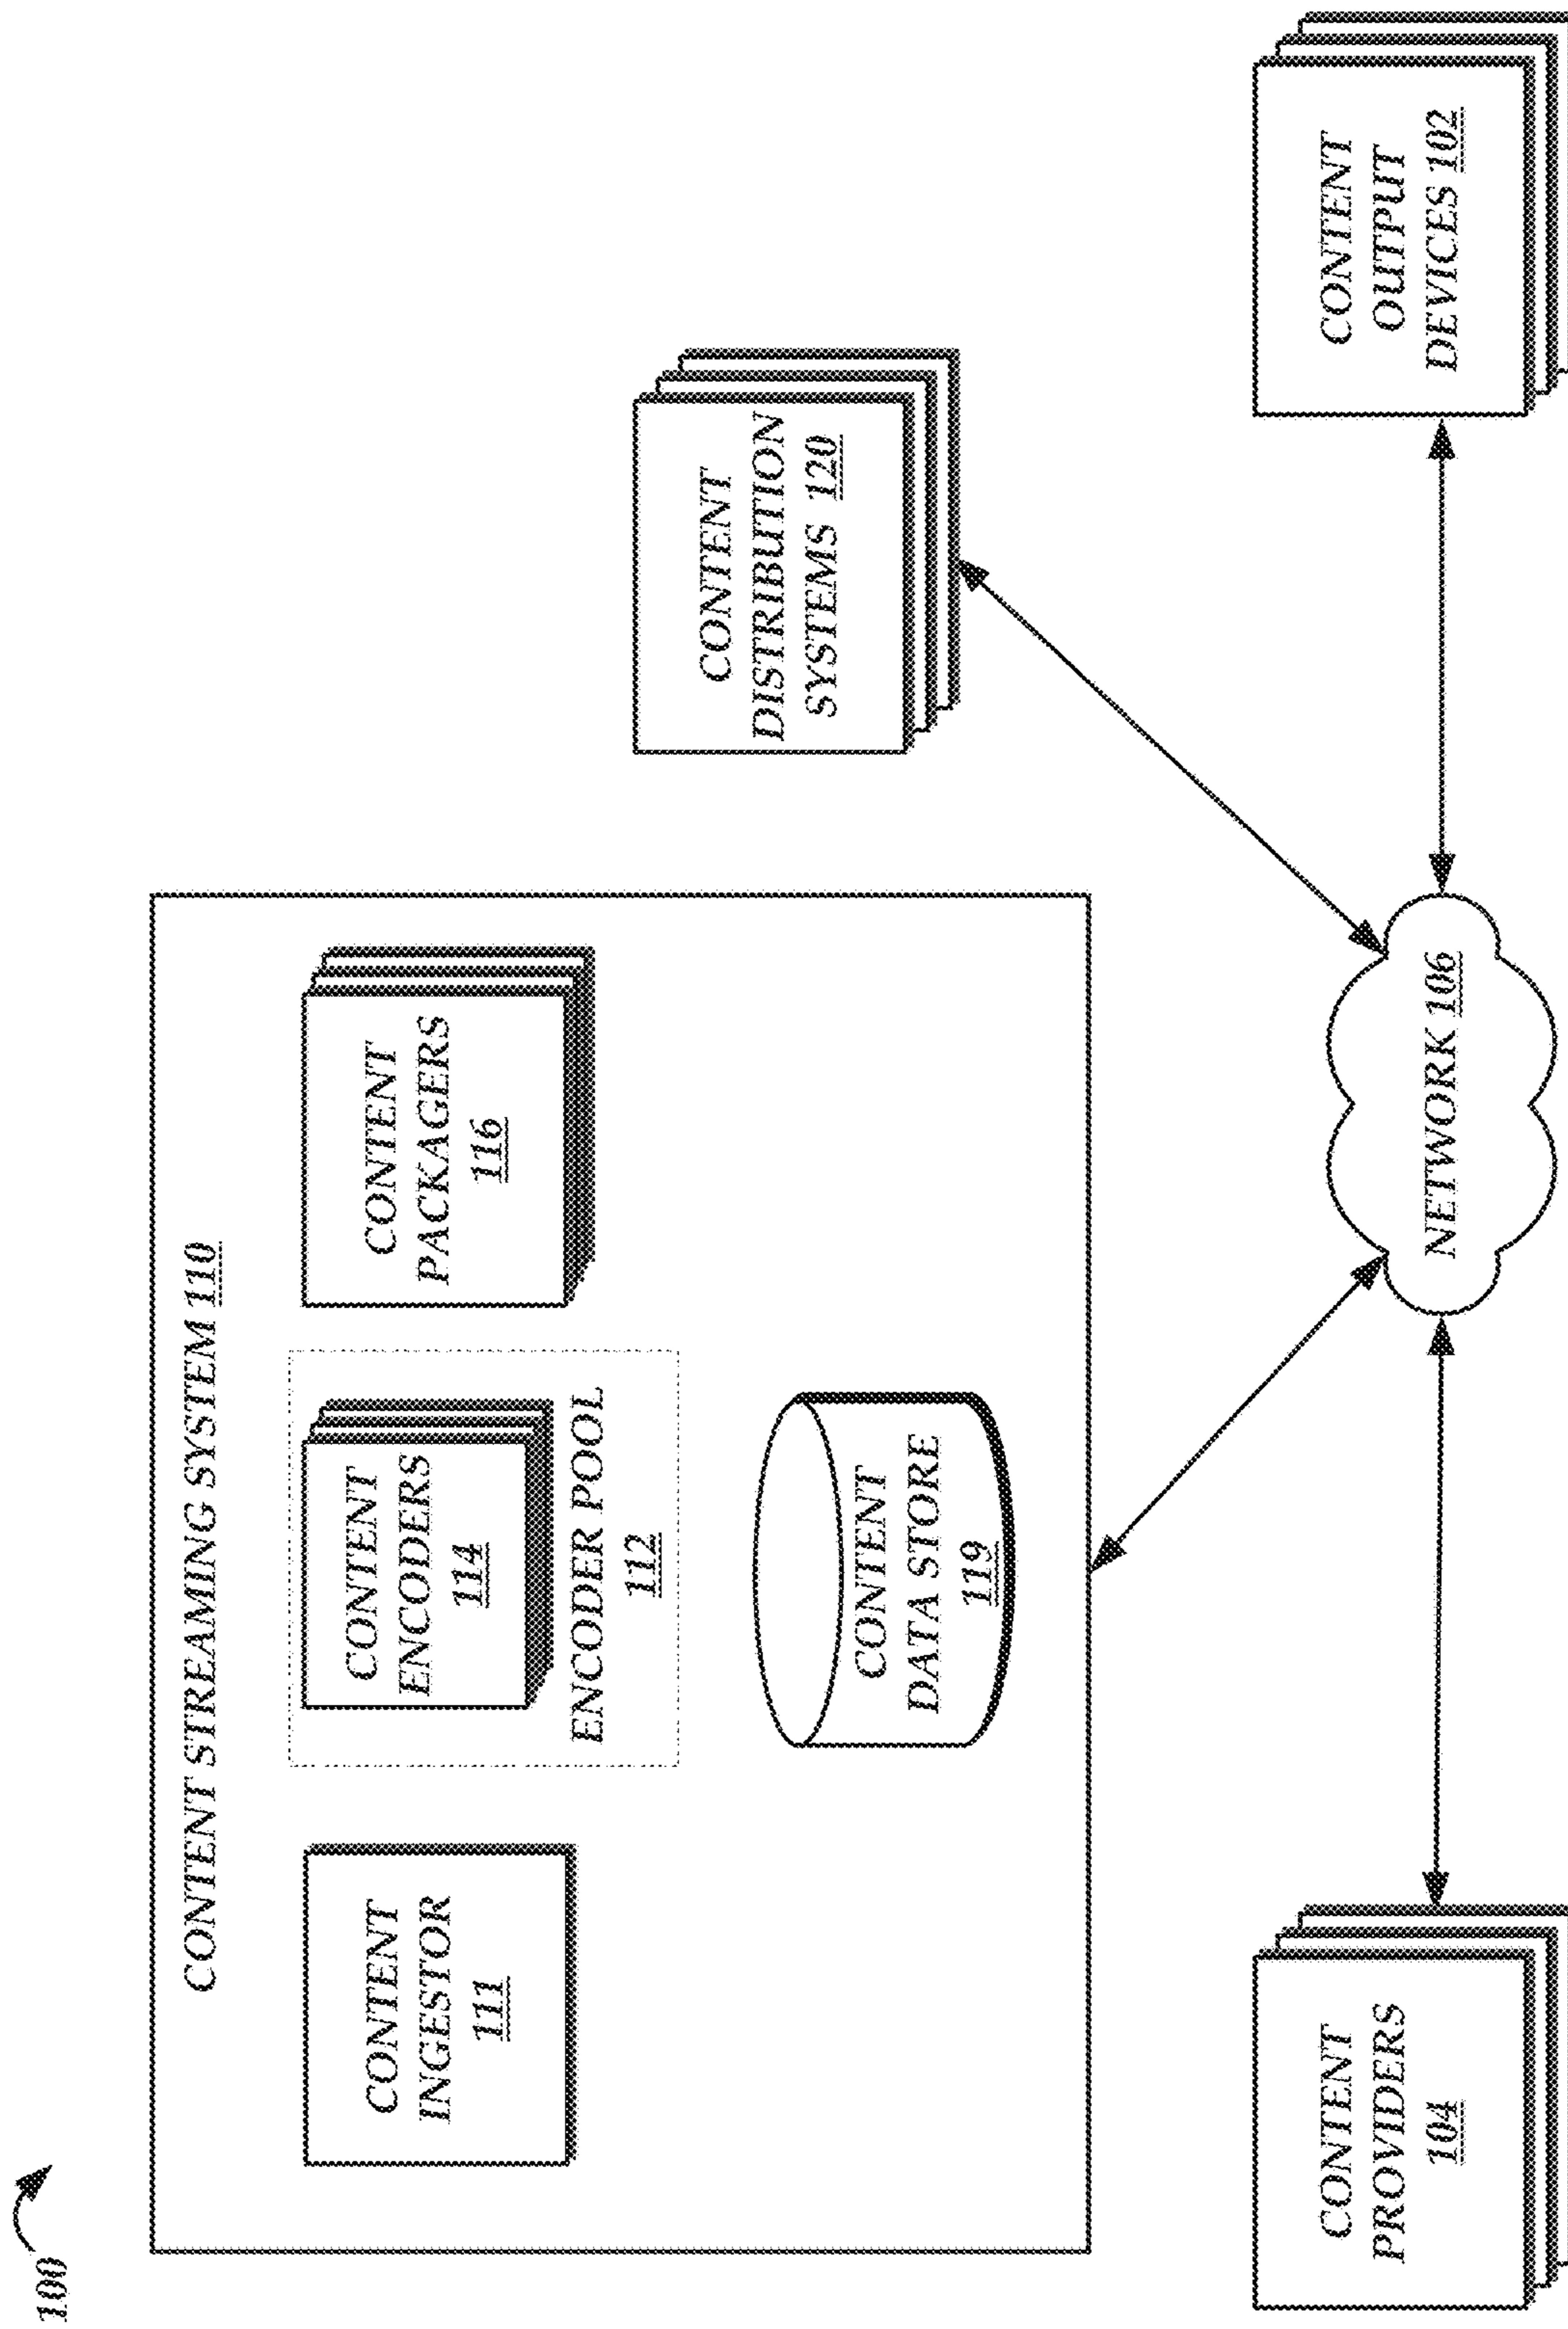 100
CONTENT STREAMING SYSTEM 110
CONTENT
INGESTOR
111
CONTENT
ENCODERS
114
ENCODER POOL
112
CONTENT
PACKAGERS
116
CONTENT
DATA STORE
119
CONTENT
DISTRIBUTION
SYSTEMS 120
CONTENT
PROVIDERS
104
NETWORK 106
CONTENT
OUTPUT
DEVICES 102